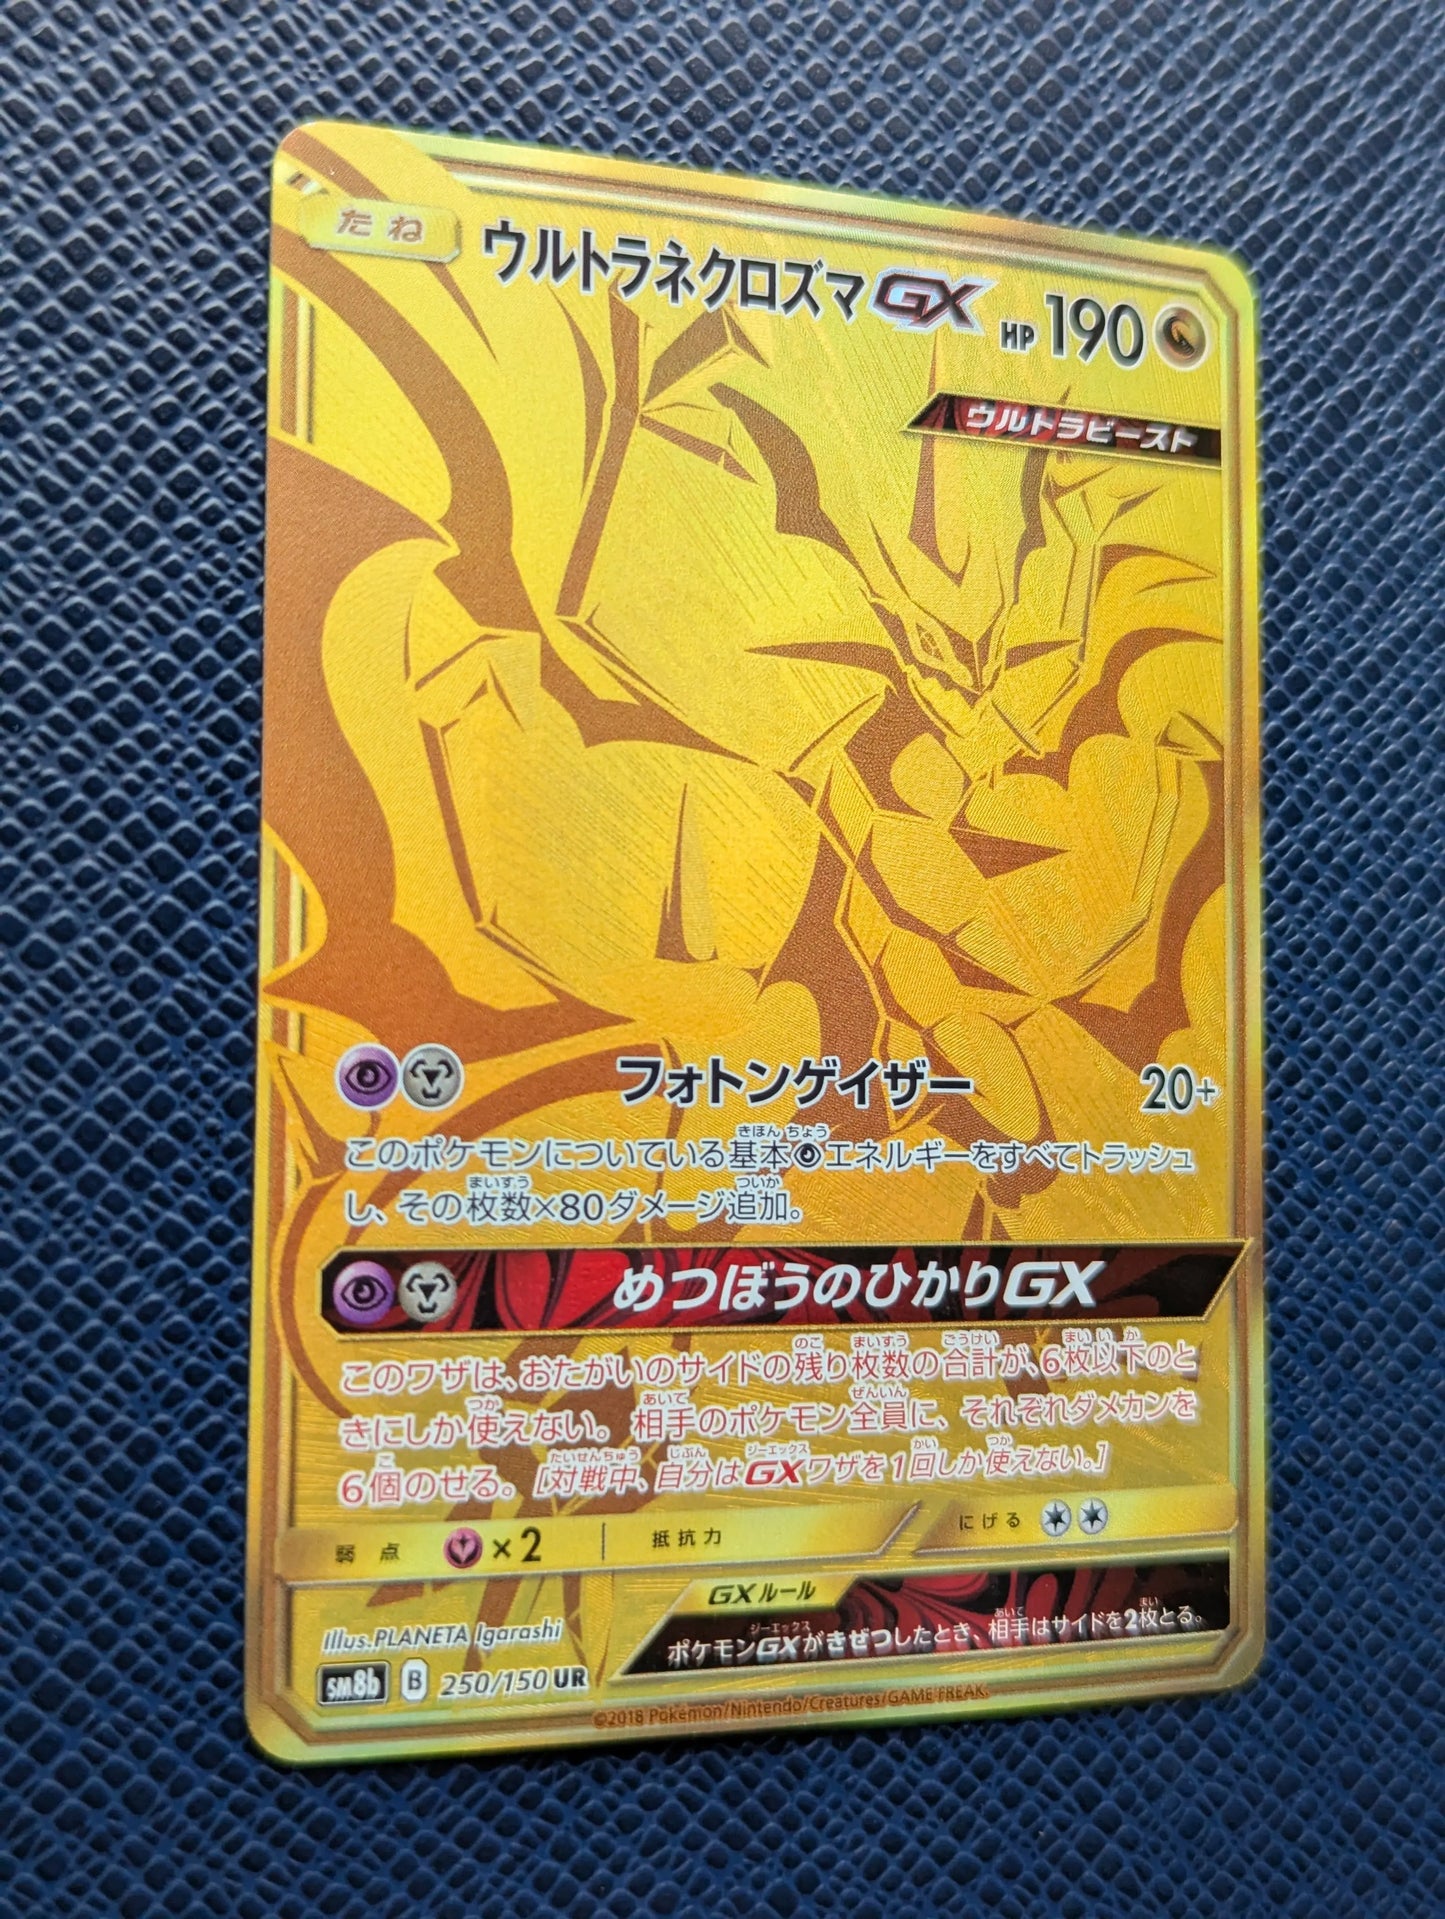 たね ウルトラネクロズマGX HP190
ウルトラビースト
フォトンゲイザー 20+
このポケモンについている基本エネルギーをすべてトラッシュ
し、その枚数×80ダメージ追加。
めつぼうのひかりGX
このワザは、おたがいのサイドの残り枚数の合計が、6枚以下のと
きにしか使えない。相手のポケモン全員に、それぞれダメカンを
6個のせる。[対戦中、自分はGXワザを1回しか使えない。]
弱点 ×2 抵抗力 にげる
GXルール
ポケモンGXがきぜつしたとき、相手はサイドを2枚とる。
Illus.PLANETA Igarashi
SM8b B 250/150 UR
©2018 Pokémon/Nintendo/Creatures/GAME FREAK.